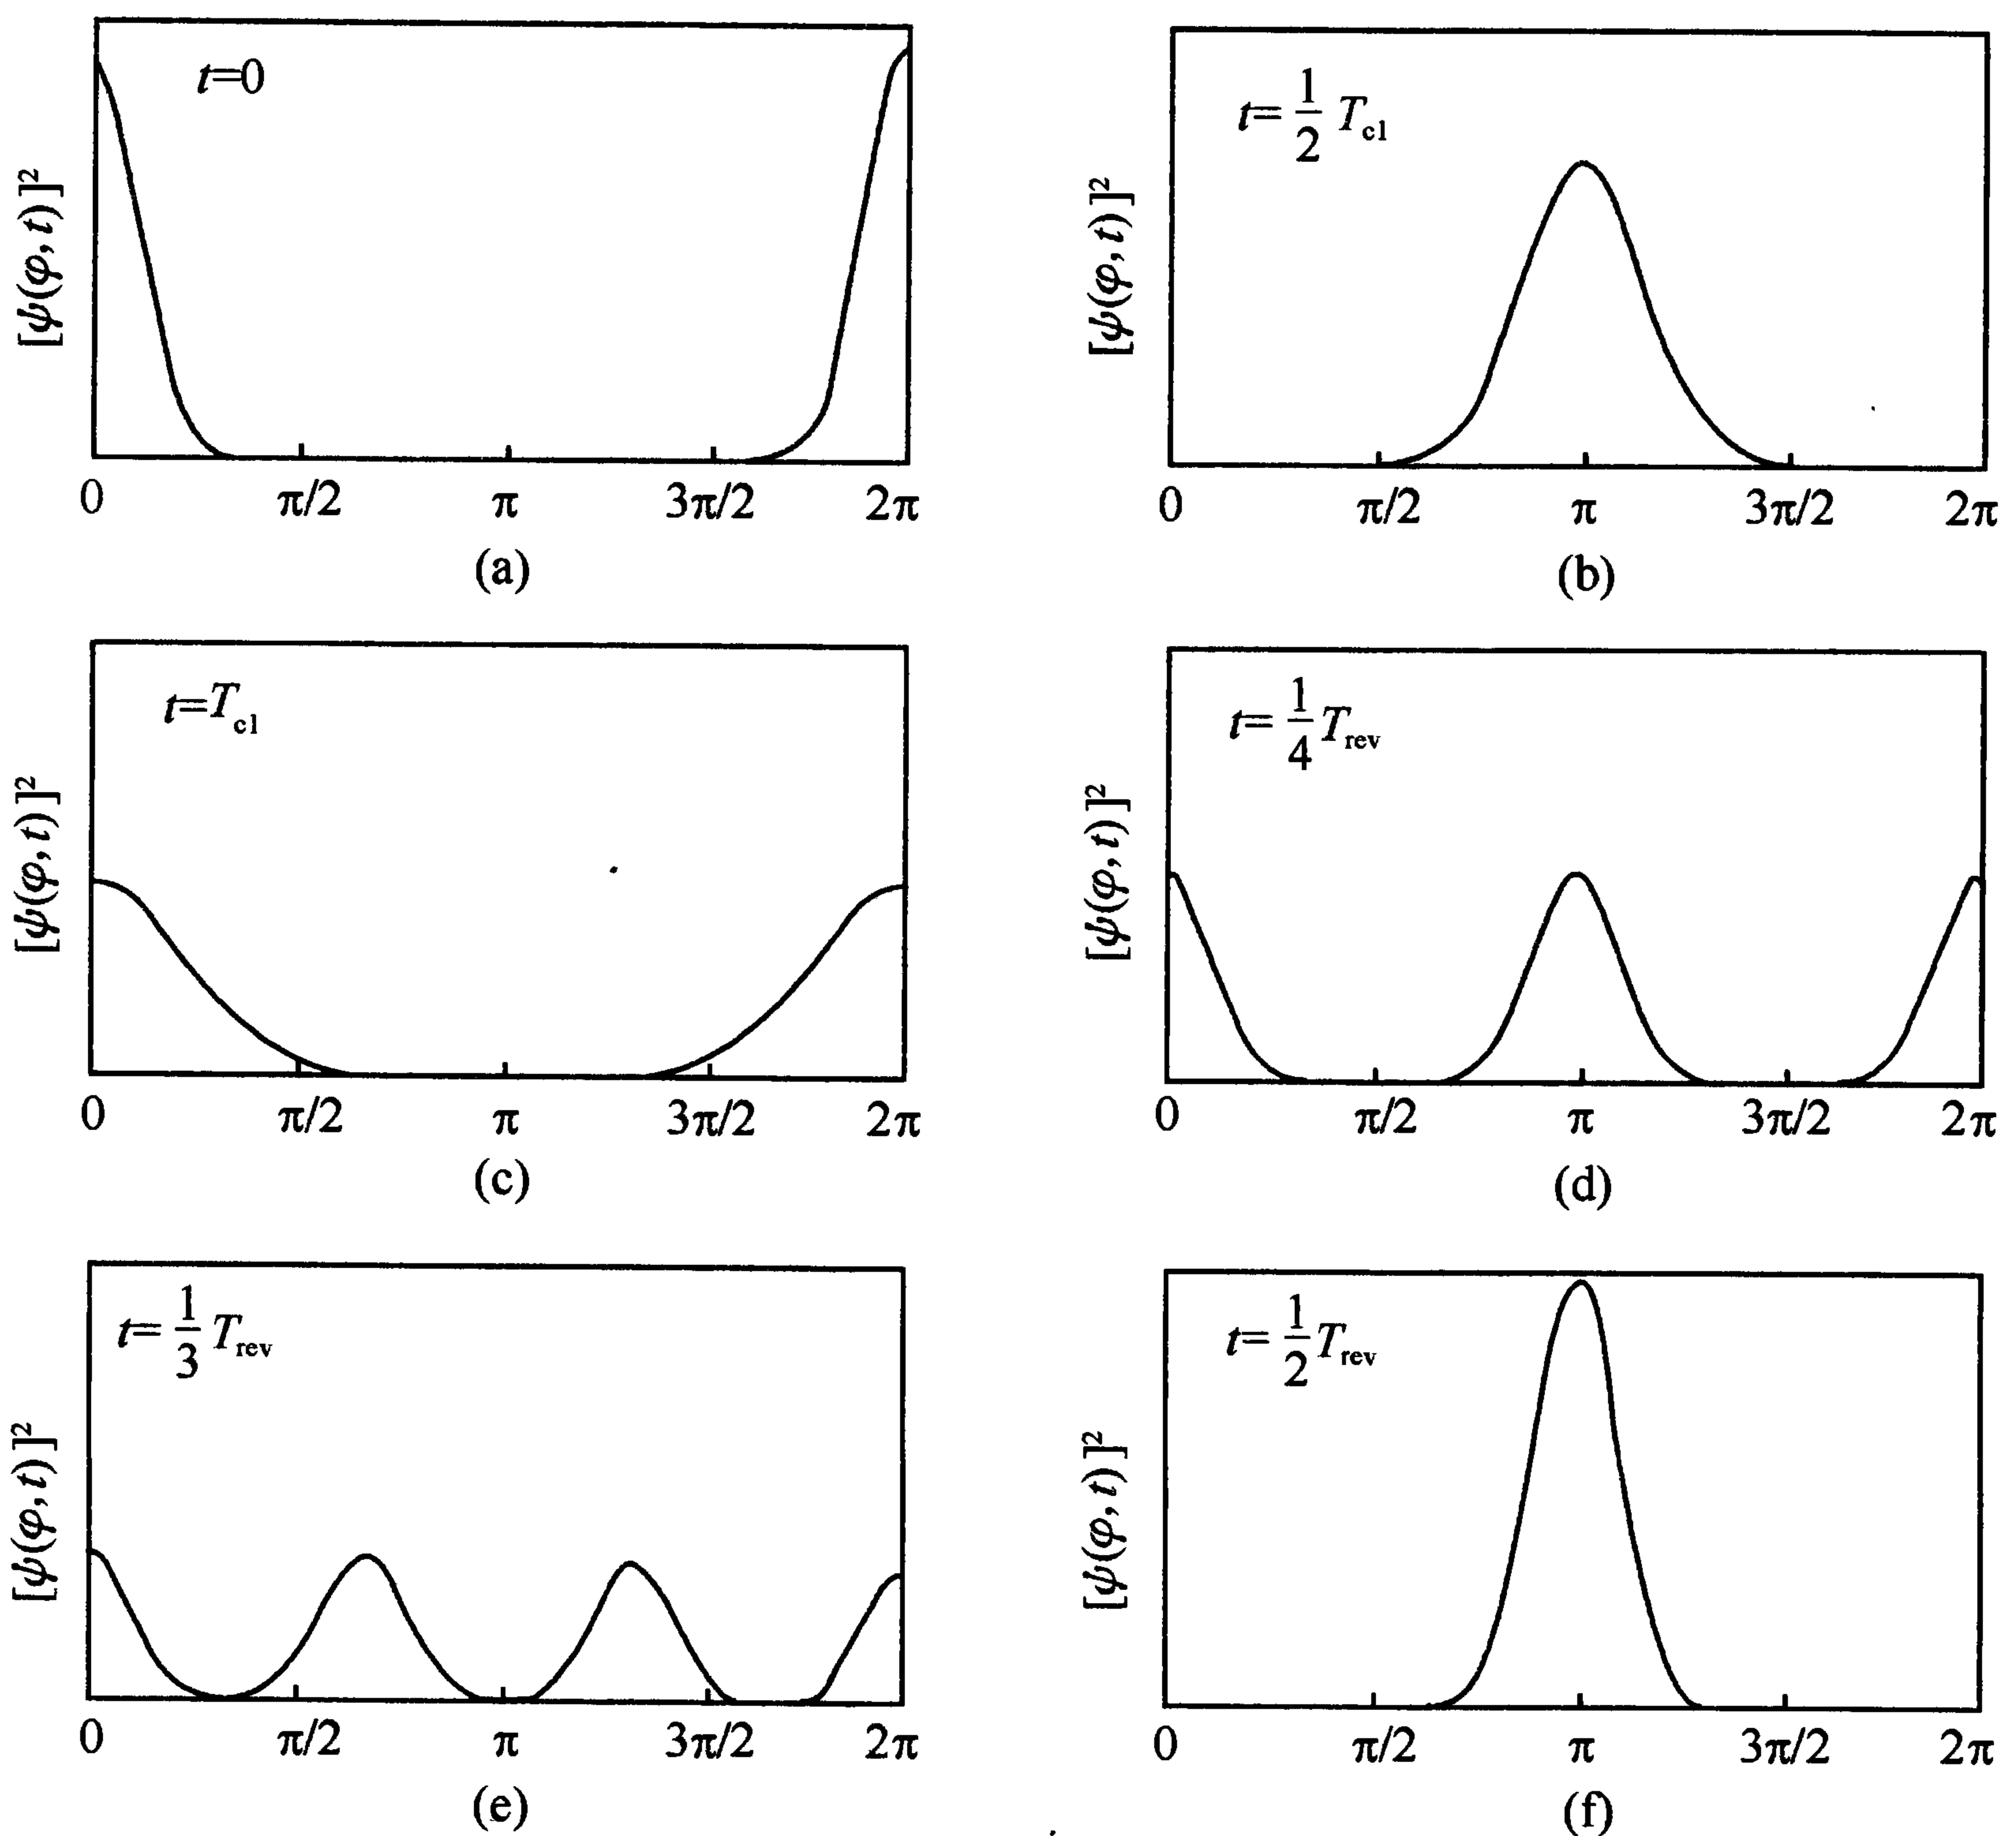 t=0
[ψ(φ,t)]²
0 π/2 π 3π/2 2π
(a)
t= 1/2 T_cl
[ψ(φ,t)]²
0 π/2 π 3π/2 2π
(b)
t=T_cl
[ψ(φ,t)]²
0 π/2 π 3π/2 2π
(c)
t= 1/4 T_rev
[ψ(φ,t)]²
0 π/2 π 3π/2 2π
(d)
t= 1/3 T_rev
[ψ(φ,t)]²
0 π/2 π 3π/2 2π
(e)
t= 1/2 T_rev
[ψ(φ,t)]²
0 π/2 π 3π/2 2π
(f)